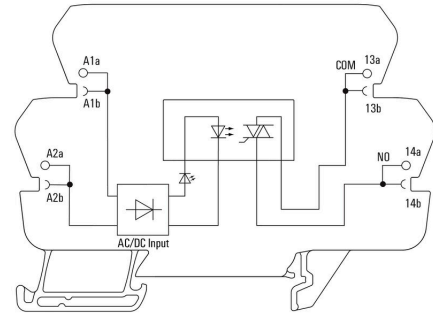 A1a
A1b
A2a
A2b
AC/DC Input
COM
13a
13b
NO
14a
14b